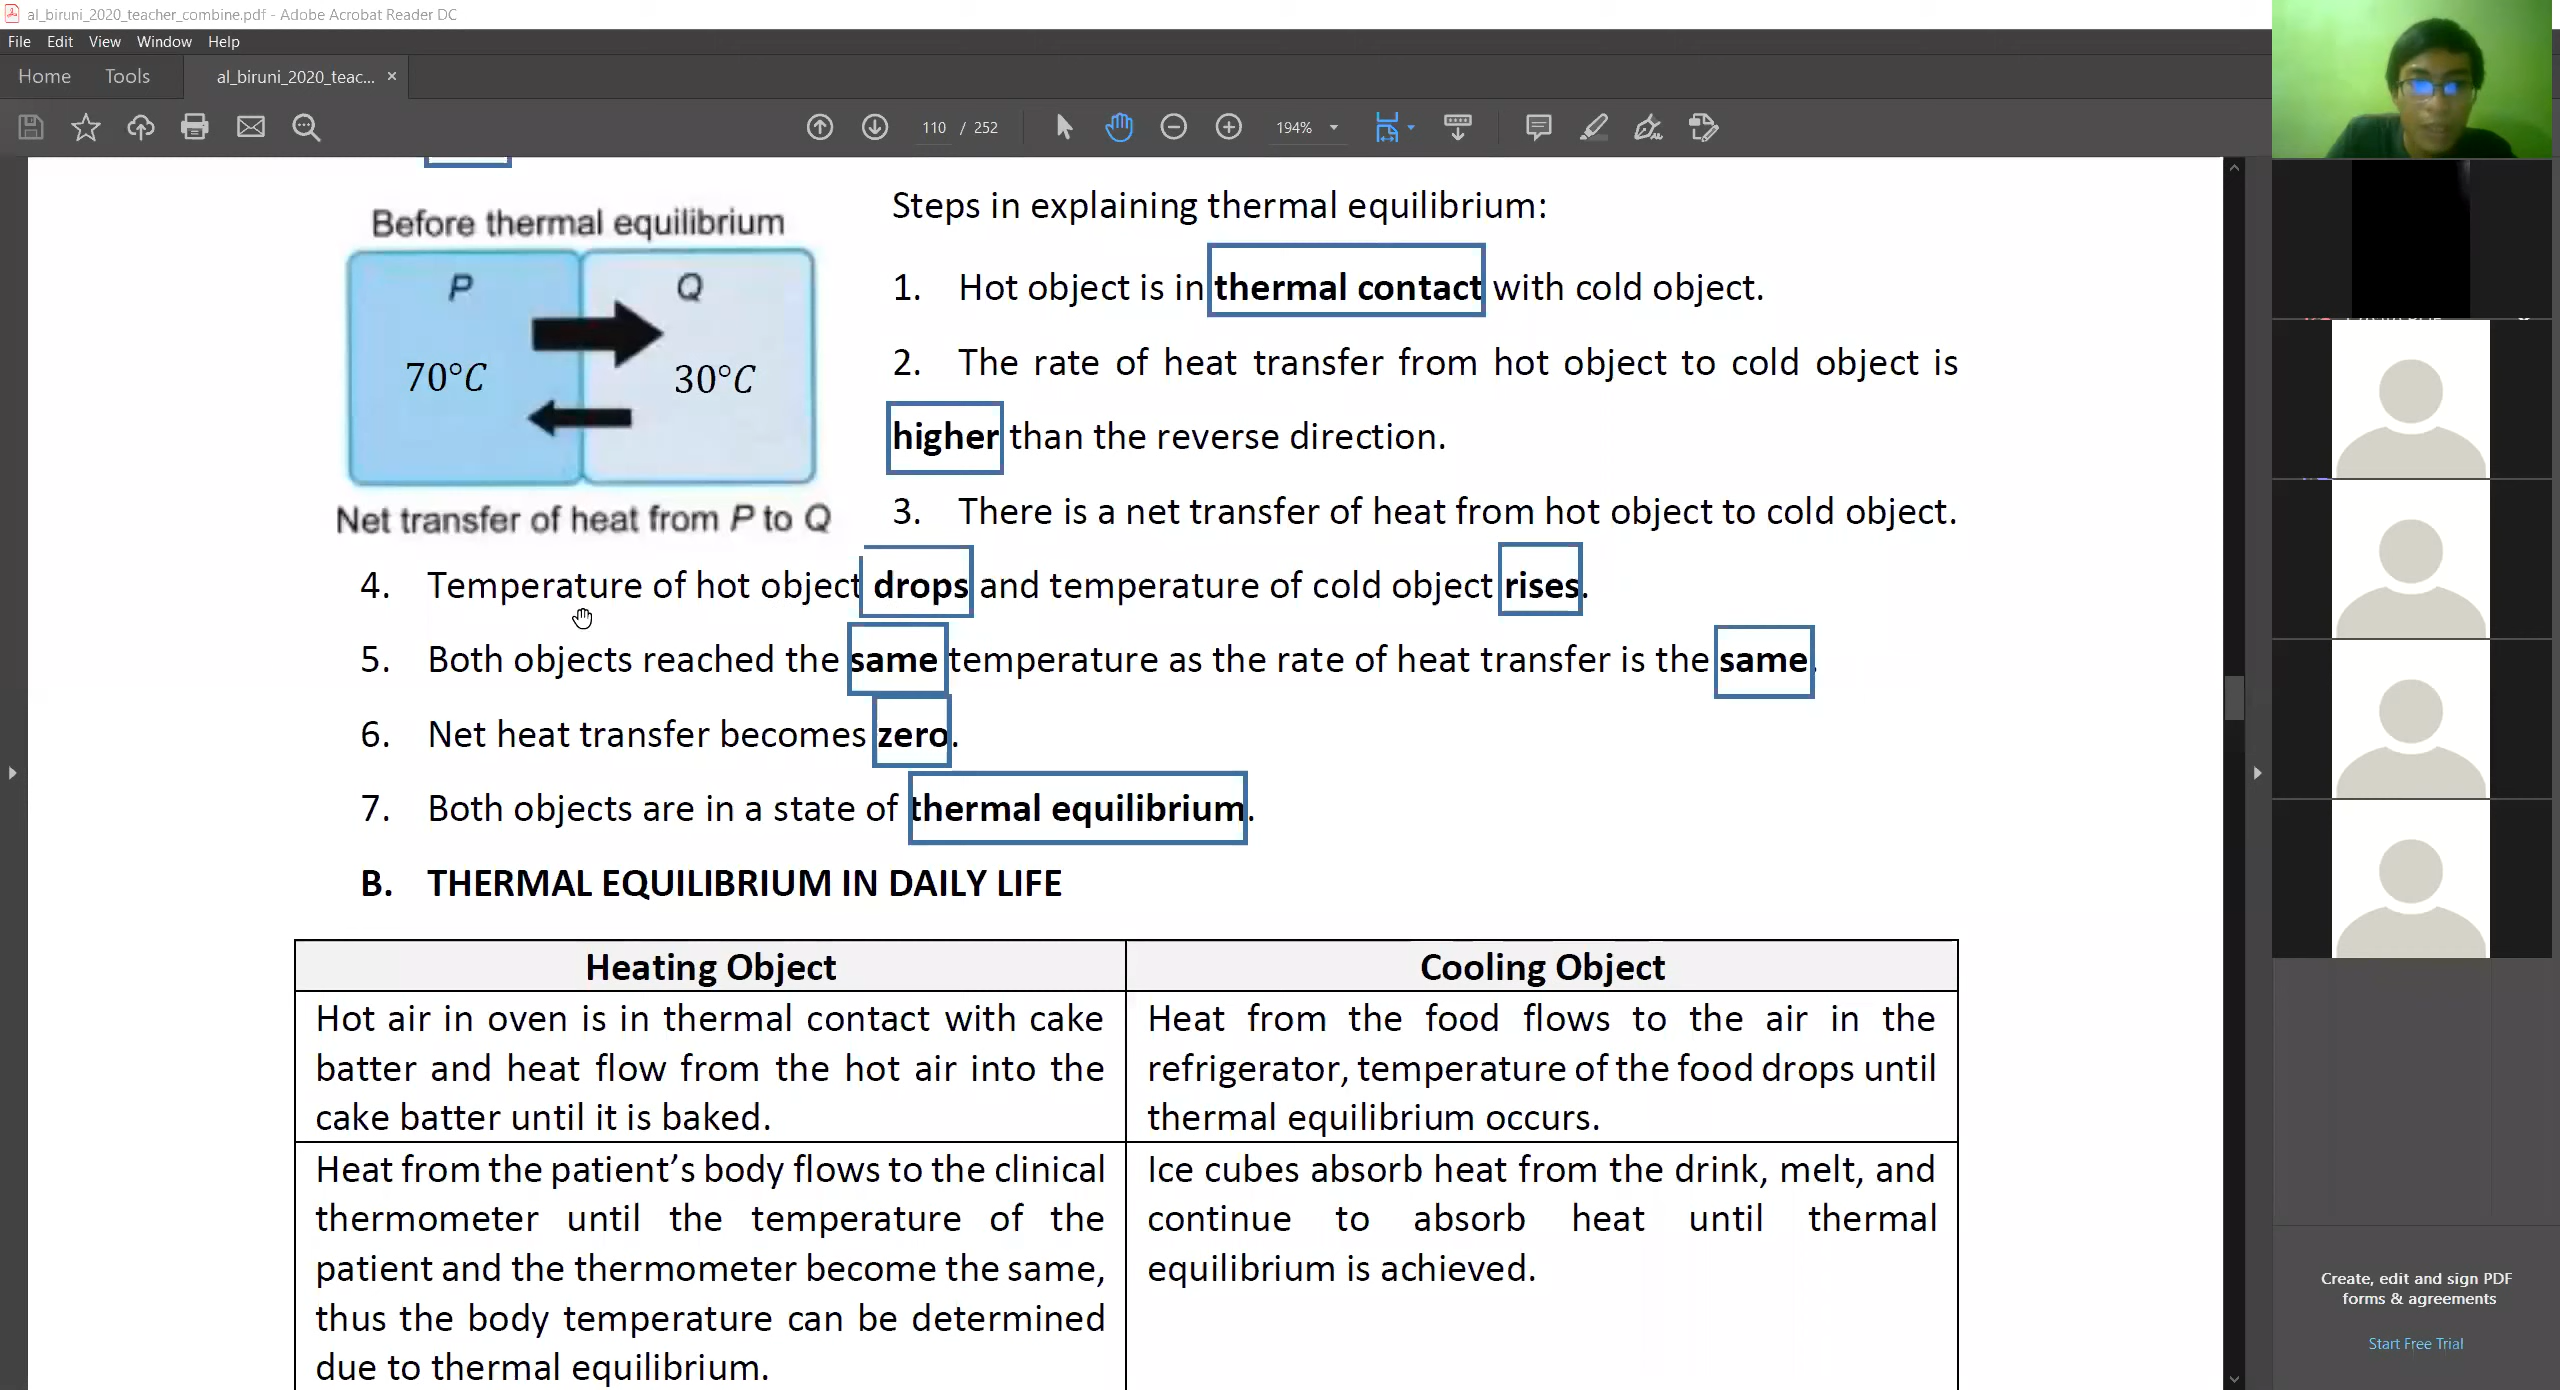 al_biruni_2020_teacher_combine.pdf - Adobe Acrobat Reader DC
File Edit View Window Help
Home Tools al_biruni_2020_teac... ×
110 / 252 194%
Before thermal equilibrium
P Q
70°C 30°C
Net transfer of heat from P to Q
Steps in explaining thermal equilibrium:
1. Hot object is in thermal contact with cold object.
2. The rate of heat transfer from hot object to cold object is
higher than the reverse direction.
3. There is a net transfer of heat from hot object to cold object.
4. Temperature of hot object drops and temperature of cold object rises.
5. Both objects reached the same temperature as the rate of heat transfer is the same.
6. Net heat transfer becomes zero.
7. Both objects are in a state of thermal equilibrium.
B. THERMAL EQUILIBRIUM IN DAILY LIFE
Heating Object
Cooling Object
Hot air in oven is in thermal contact with cake
batter and heat flow from the hot air into the
cake batter until it is baked.
Heat from the food flows to the air in the
refrigerator, temperature of the food drops until
thermal equilibrium occurs.
Heat from the patient’s body flows to the clinical
thermometer until the temperature of the
patient and the thermometer become the same,
thus the body temperature can be determined
due to thermal equilibrium.
Ice cubes absorb heat from the drink, melt, and
continue to absorb heat until thermal
equilibrium is achieved.
Create, edit and sign PDF
forms & agreements
Start Free Trial